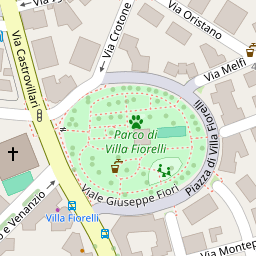 Via Oristano
Via Crotone
Via Melfi
Via Castrovillari
Parco di
Villa Fiorelli
Piazza di Villa Fiorelli
Viale Giuseppe Fiori
Villa Fiorelli
e Venanzio
Via Montep